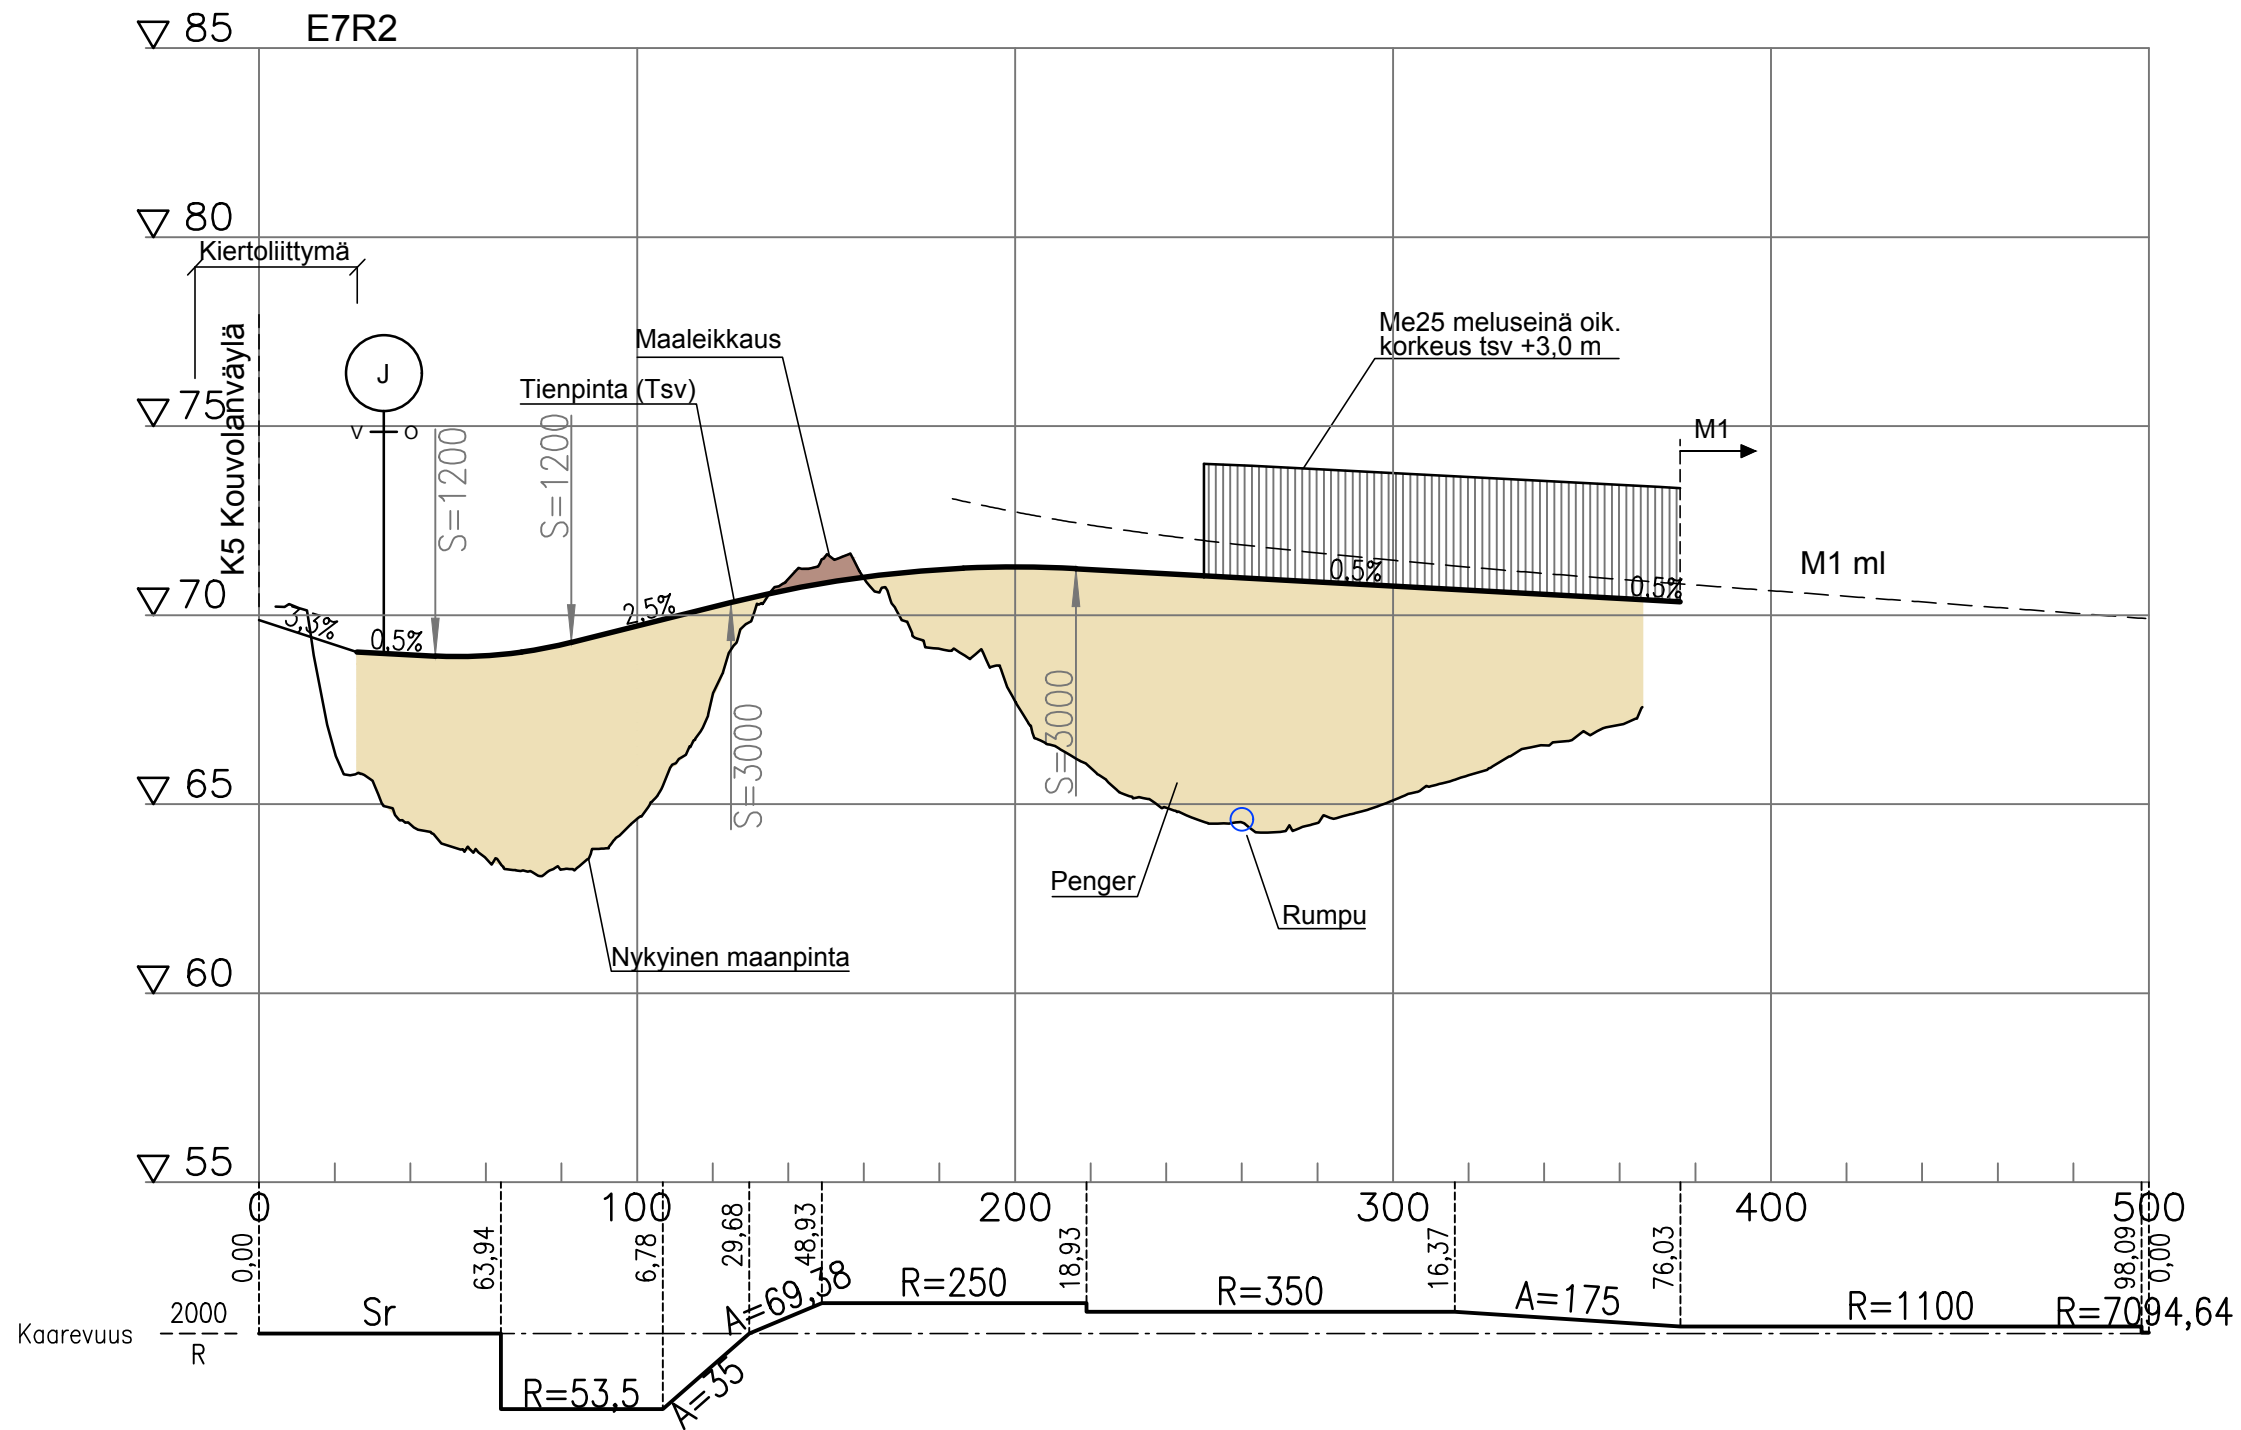 85
E7R2
80
Kiertoliittymä
Me25 meluseinä oik.
korkeus tsv +3,0 m
Maaleikkaus
J
Tienpinta (Tsv)
75
V
O
M1
K5 Kouvolanväylä
S=1200
S=1200
M1 ml
0,5%
0,5%
70
3,3%
0,5%
2,5%
S=3000
S=3000
65
Penger
Rumpu
Nykyinen maanpinta
60
55
0
100
200
300
400
500
0,00
63,94
6,78
29,68
48,93
18,93
16,37
76,03
98,09
0,00
Kaarevuus
2000
R
Sr
R=53,5
A=35
A=69,38
R=250
R=350
A=175
R=1100
R=7094,64